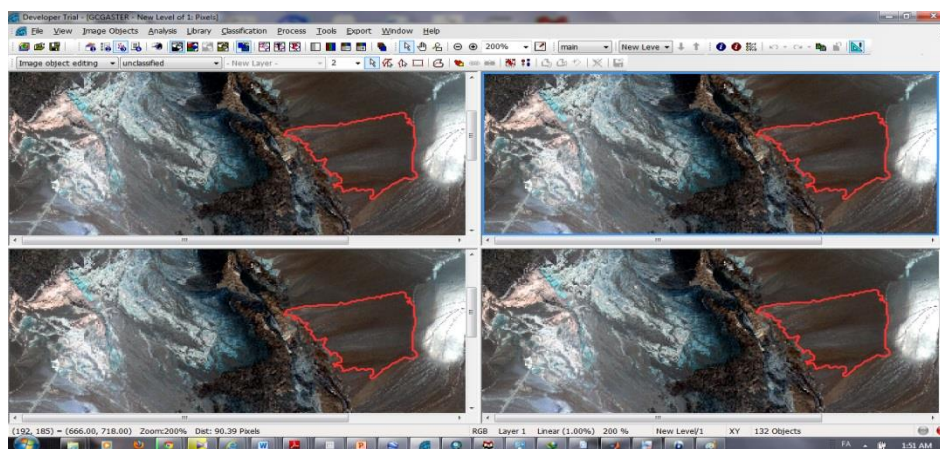 Developer Trial - [GCGASTER - New Level of 1: Pixels]
File View Image Objects Analysis Library Classification Process Tools Export Window Help
200% main New Leve
Image object editing unclassified - New Layer - 2
(192, 185) = (666.00, 718.00) Zoom:200% Dist: 90.39 Pixels RGB Layer 1 Linear (1.00%) 200 % New Level/1 XY 132 Objects
FA 1:51 AM